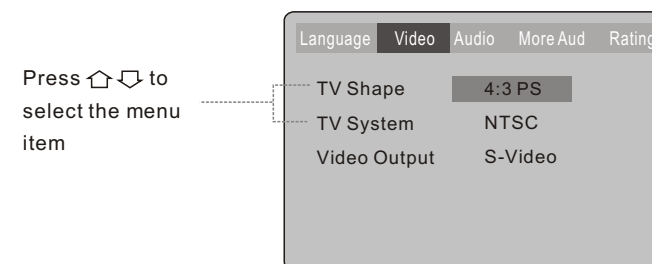 Language Video Audio More Aud Rating
Press ⇧ ⇩ to
select the menu
item
TV Shape 4:3 PS
TV System NTSC
Video Output S-Video